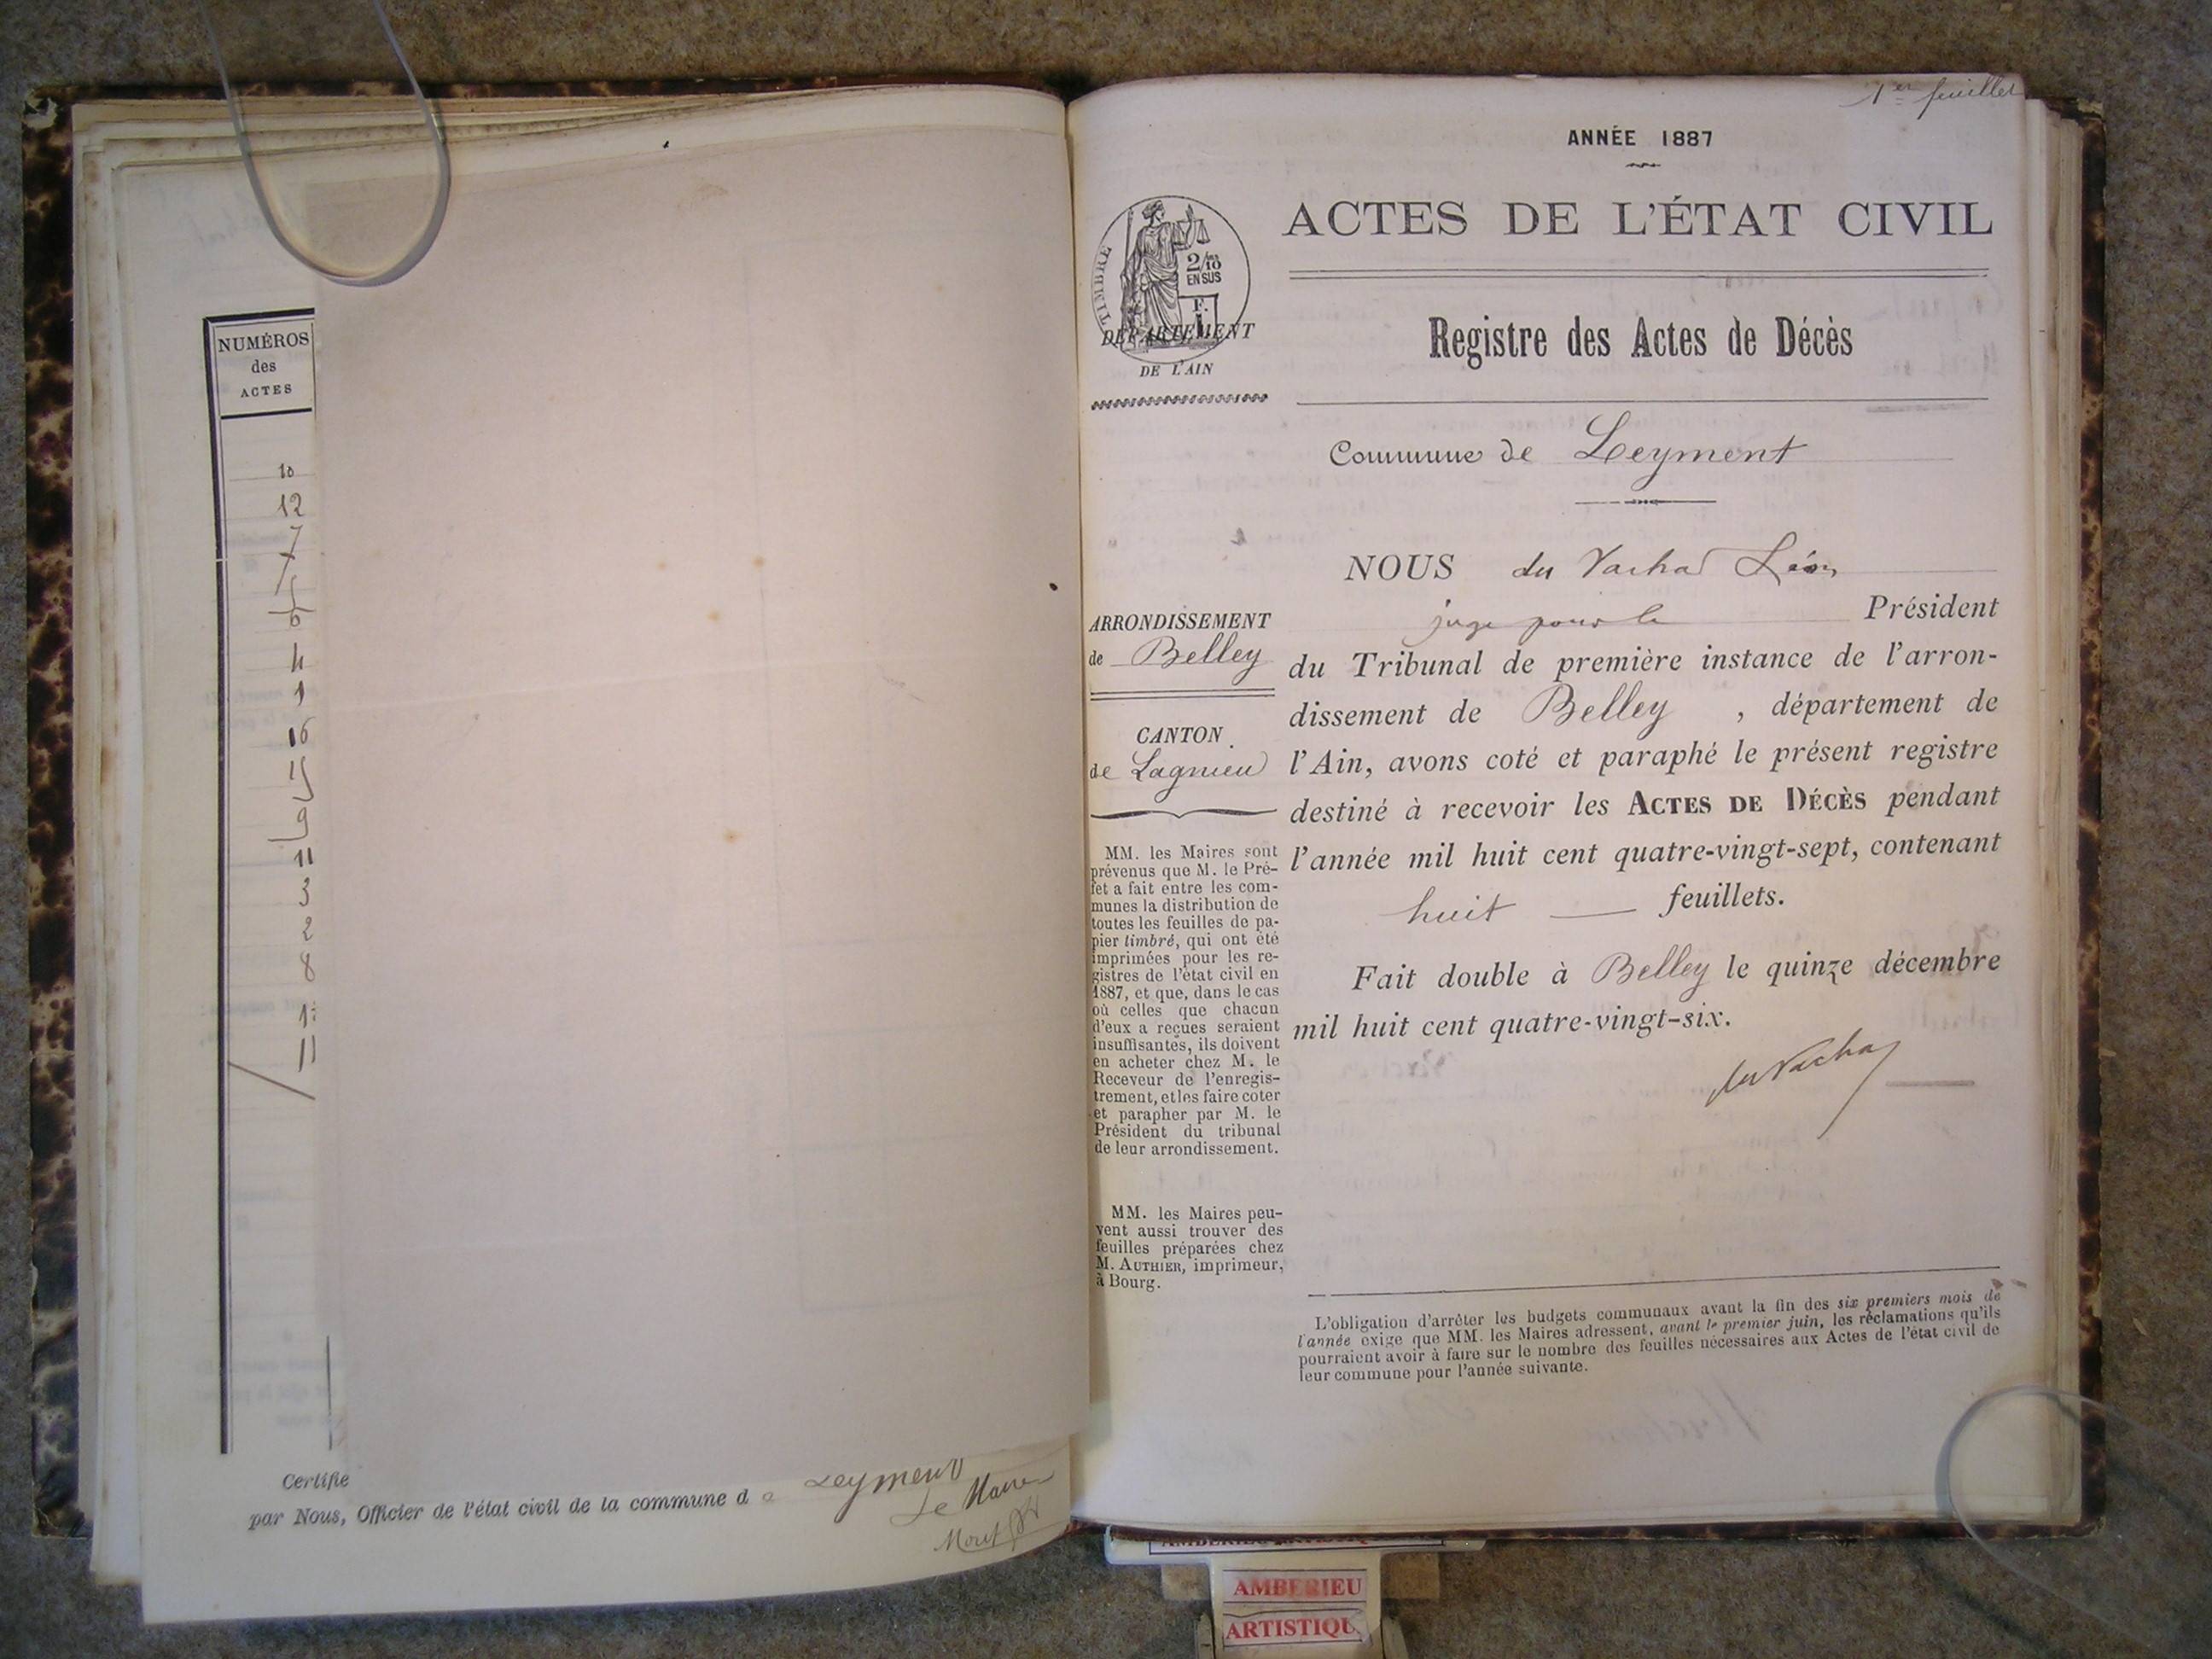 NUMÉROS
des
ACTES
10
12
7
4
1
16
9
11
3
2
8
11
Certifié
par Nous, Officier de l'état civil de la commune d e Leyment
Le Maire
1er feuillet
ANNÉE 1887
ACTES DE L'ÉTAT CIVIL
TIMBRE
2/10
EN SUS
F.
DÉPARTEMENT
DE L'AIN
Registre des Actes de Décès
Commune de Leyment
ARRONDISSEMENT
de Belley
CANTON
de Lagnieu
MM. les Maires sont
prévenus que M. le Pré-
fet a fait entre les com-
munes la distribution de
toutes les feuilles de pa-
pier timbré, qui ont été
imprimées pour les re-
gistres de l'état civil en
1887, et que, dans le cas
où celles que chacun
d'eux a reçues seraient
insuffisantes, ils doivent
en acheter chez M. le
Receveur de l'enregis-
trement, et les faire coter
et parapher par M. le
Président du tribunal
de leur arrondissement.
MM. les Maires peu-
vent aussi trouver des
feuilles préparées chez
M. AUTHIER, imprimeur,
à Bourg.
NOUS du Vachat Léon
juge pour le Président
du Tribunal de première instance de l'arron-
dissement de Belley , département de
l'Ain, avons coté et paraphé le présent registre
destiné à recevoir les ACTES DE DÉCÈS pendant
l'année mil huit cent quatre-vingt-sept, contenant
huit feuillets.
Fait double à Belley le quinze décembre
mil huit cent quatre-vingt-six.
du Vachat
L'obligation d'arrêter les budgets communaux avant la fin des six premiers mois de
l'année exige que MM. les Maires adressent, avant le premier juin, les réclamations qu'ils
pourraient avoir à faire sur le nombre des feuilles nécessaires aux Actes de l'état civil de
leur commune pour l'année suivante.
AMBERIEU
ARTISTIQU